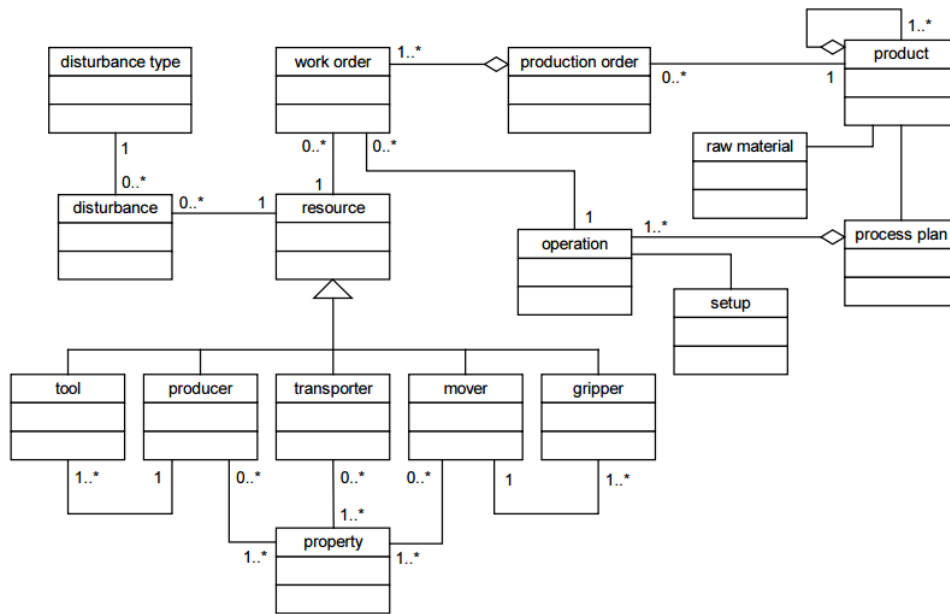 1..*
disturbance type
work order
1..*
production order
product
0..*
1
1
0..*
0..*
raw material
0..*
1
disturbance
0..*
1
resource
1
1..*
operation
process plan
setup
tool
producer
transporter
mover
gripper
1..*
1
0..*
0..*
0..*
1
1..*
1..*
1..*
property
1..*